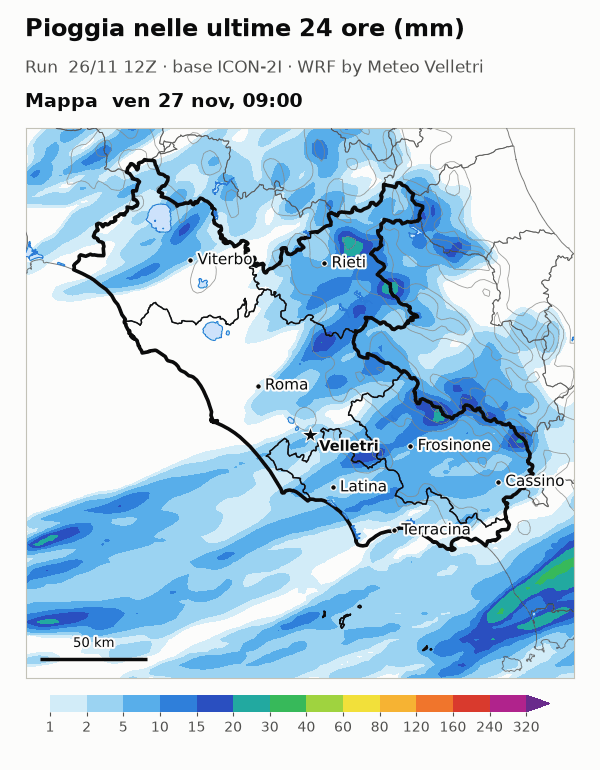 Pioggia nelle ultime 24 ore (mm)
Run 26/11 12Z · base ICON-2I · WRF by Meteo Velletri
Mappa ven 27 nov, 09:00
Viterbo
Rieti
Roma
Velletri
Frosinone
Latina
Cassino
Terracina
50 km
1 2 5 10 15 20 30 40 60 80 120 160 240 320